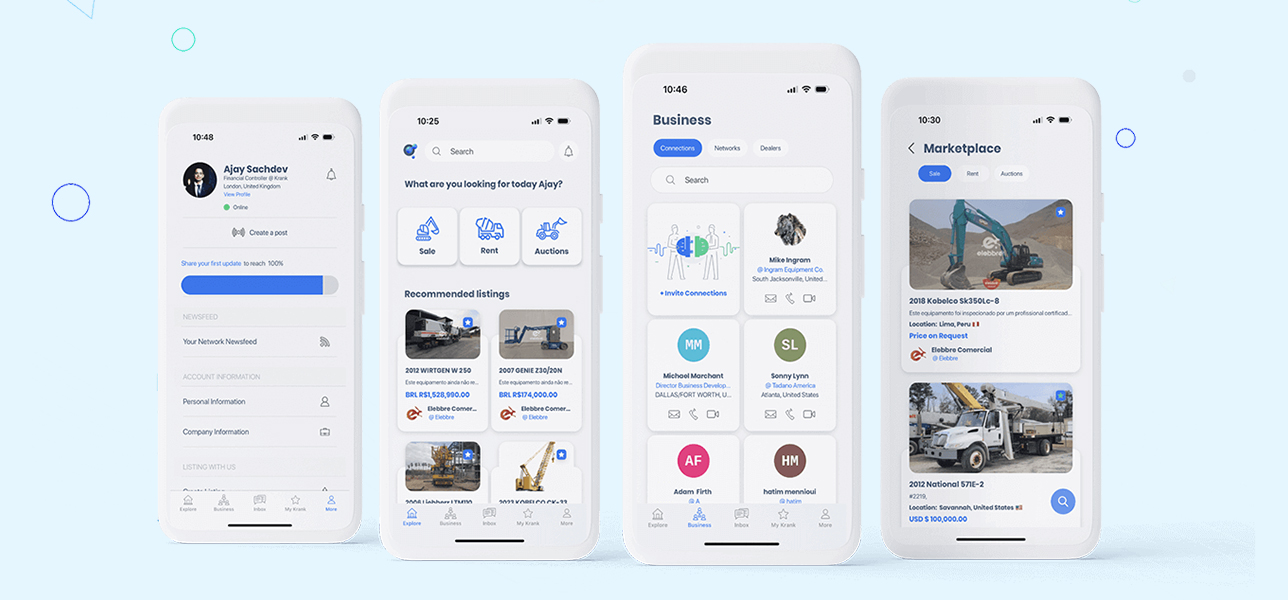 10:48
Ajay Sachdev
Financial Controller @ Krank
London, United Kingdom
View Profile
Online
Create a post
Share your first update to reach 100%
NEWSFEED
Your Network Newsfeed
ACCOUNT INFORMATION
Personal Information
Company Information
LISTING WITH US
Create Listing
Explore
Business
Inbox
My Krank
More
10:25
Search
What are you looking for today Ajay?
Sale
Rent
Auctions
Recommended listings
2012 WIRTGEN W 250
Este equipamento ainda não re...
BRL R$1,528,990.00
Elebbre Comer...
@ Elebbre
2007 GENIE Z30/20N
Este equipamento ainda não re...
BRL R$174,000.00
Elebbre Comer...
@ Elebbre
2008 Liebherr LTM110
2023 KOBELCO CK-33
Explore
Business
Inbox
My Krank
More
10:46
Business
Connections
Networks
Dealers
Search
+ Invite Connections
Mike Ingram
@ Ingram Equipment Co.
South Jacksonville, United...
MM
Michael Marchant
Director Business Develop...
DALLAS/FORT WORTH, U...
SL
Sonny Lynn
@ Tadano America
Atlanta, United States
AF
Adam Firth
@ A
HM
hatim mennioui
@ hatim
Explore
Business
Inbox
My Krank
More
10:30
Marketplace
Sale
Rent
Auctions
elebbre
2018 Kobelco Sk350Lc-8
Este equipamento foi inspecionado por um profissional certificad...
Location: Lima, Peru
Price on Request
Elebbre Comercial
@ Elebbre
2012 National 571E-2
#2219,
Location: Savannah, United States
USD $ 100,000.00